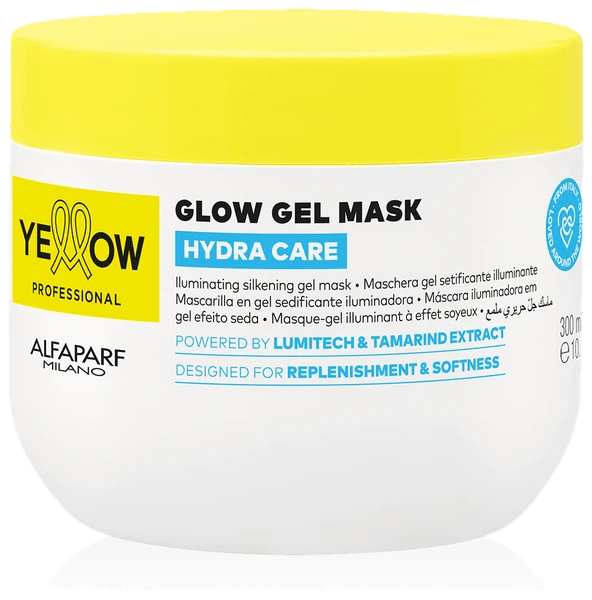 YELLOW
PROFESSIONAL
ALFAPARF
MILANO
GLOW GEL MASK
HYDRA CARE
Illuminating silkening gel mask • Maschera gel setificante illuminante
Mascarilla en gel sedificante iluminadora • Máscara iluminadora em
gel efeito seda • Masque-gel illuminant à effet soyeux • ماسك جل حريري ملمع
POWERED BY LUMITECH & TAMARIND EXTRACT
DESIGNED FOR REPLENISHMENT & SOFTNESS
FROM ITALY
LOVED AROUND THE WORLD
300 m
℮10.